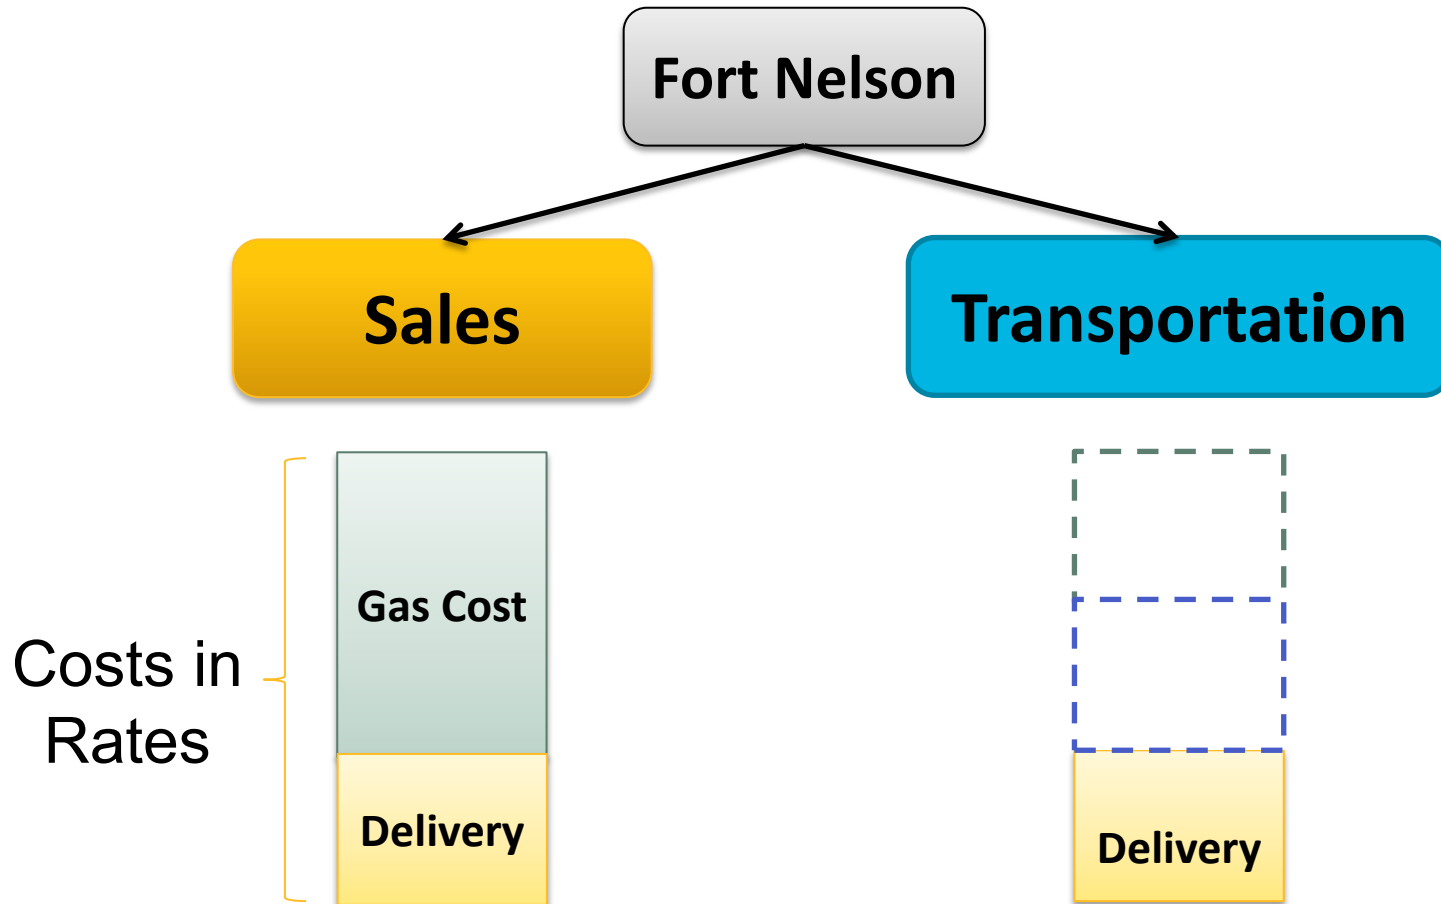 Fort Nelson
Sales
Transportation
Gas Cost
Costs in
Rates
Delivery
Delivery